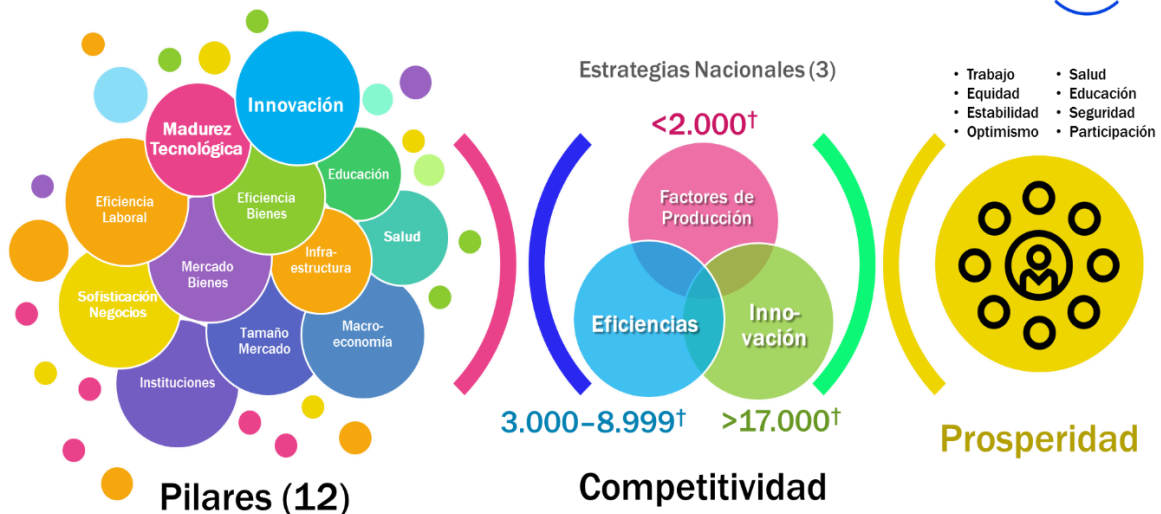 Innovación
Madurez
Tecnológica
Educación
Eficiencia
Laboral
Eficiencia
Bienes
Salud
Infra-
estructura
Mercado
Bienes
Sofisticación
Negocios
Tamaño
Mercado
Macro-
economía
Instituciones
Pilares (12)
Estrategias Nacionales (3)
<2.000†
Factores de
Producción
Eficiencias
Inno-
vación
3.000–8.999†
>17.000†
Competitividad
• Trabajo
• Equidad
• Estabilidad
• Optimismo
• Salud
• Educación
• Seguridad
• Participación
Prosperidad